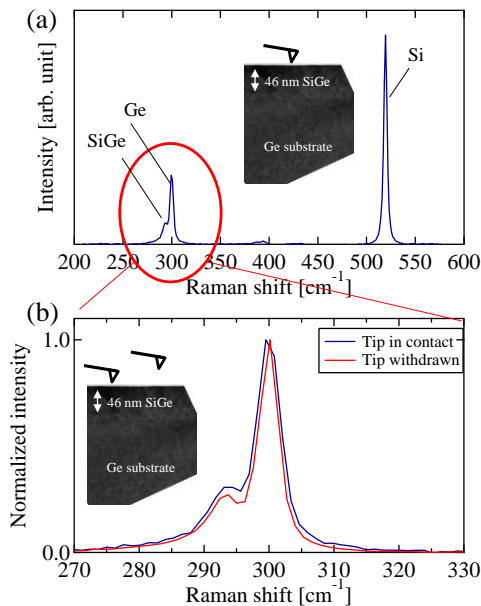 (a)
Intensity [arb. unit]
Si
46 nm SiGe
Ge
SiGe
Ge substrate
200 250 300 350 400 450 500 550 600
Raman shift [cm-1]
(b)
Normalized intensity
1.0
0.0
Tip in contact
Tip withdrawn
46 nm SiGe
Ge substrate
270 280 290 300 310 320 330
Raman shift [cm-1]